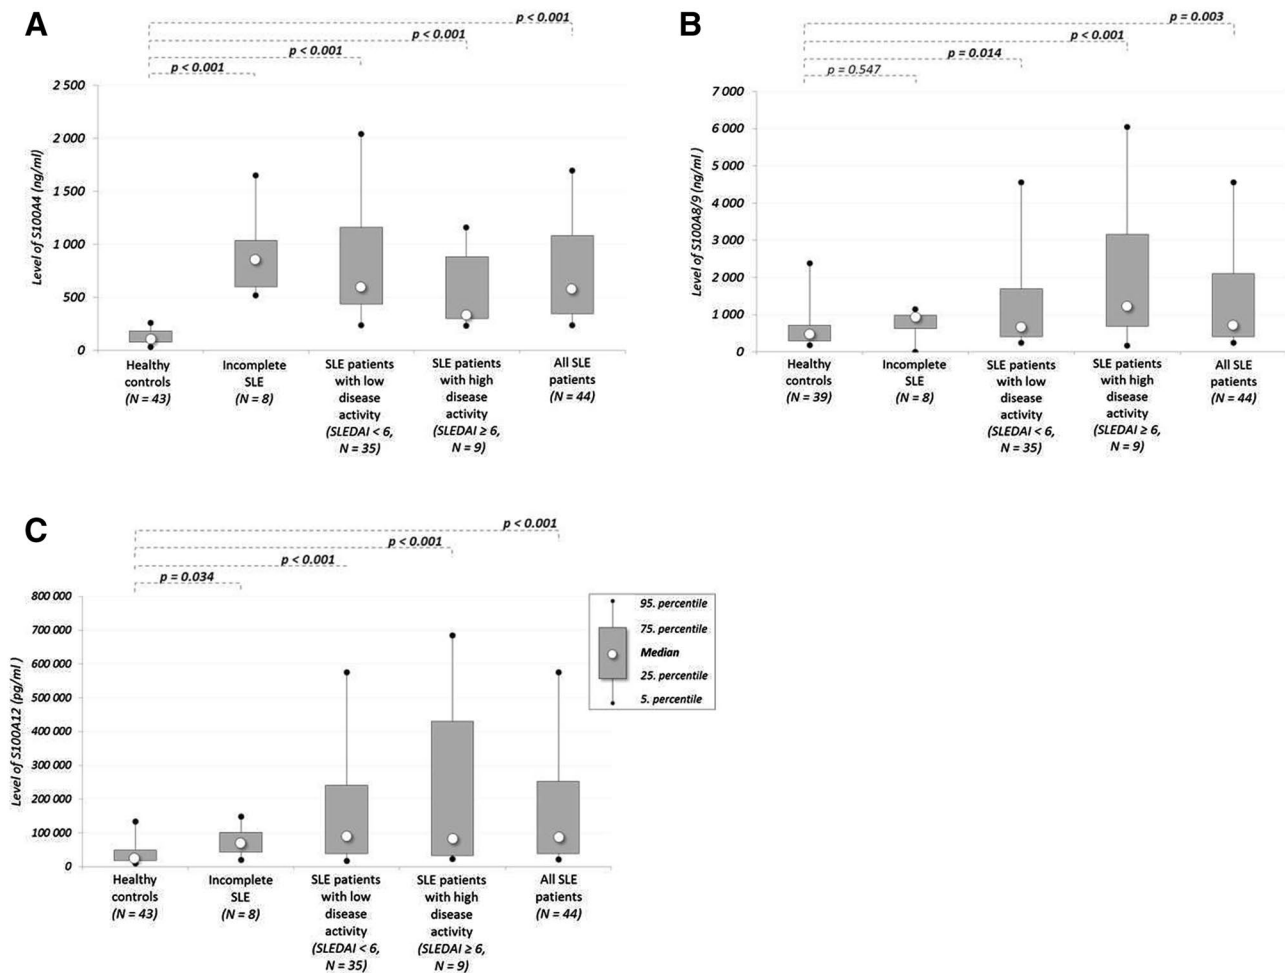 A
p < 0.001
p < 0.001
p < 0.001
p < 0.001
Level of S100A4 (ng/ml)
2 500
2 000
1 500
1 000
500
0
Healthy
controls
(N = 43)
Incomplete
SLE
(N = 8)
SLE patients
with low
disease
activity
(SLEDAI < 6,
N = 35)
SLE patients
with high
disease
activity
(SLEDAI ≥ 6,
N = 9)
All SLE
patients
(N = 44)
B
p = 0.003
p < 0.001
p = 0.014
p = 0.547
Level of S100A8/9 (ng/ml )
7 000
6 000
5 000
4 000
3 000
2 000
1 000
0
Healthy
controls
(N = 39)
Incomplete
SLE
(N = 8)
SLE patients
with low
disease
activity
(SLEDAI < 6,
N = 35)
SLE patients
with high
disease
activity
(SLEDAI ≥ 6,
N = 9)
All SLE
patients
(N = 44)
C
p < 0.001
p < 0.001
p < 0.001
p = 0.034
Level of S100A12 (pg/ml )
800 000
700 000
600 000
500 000
400 000
300 000
200 000
100 000
0
Healthy
controls
(N = 43)
Incomplete
SLE
(N = 8)
SLE patients
with low
disease
activity
(SLEDAI < 6,
N = 35)
SLE patients
with high
disease
activity
(SLEDAI ≥ 6,
N = 9)
All SLE
patients
(N = 44)
95. percentile
75. percentile
Median
25. percentile
5. percentile